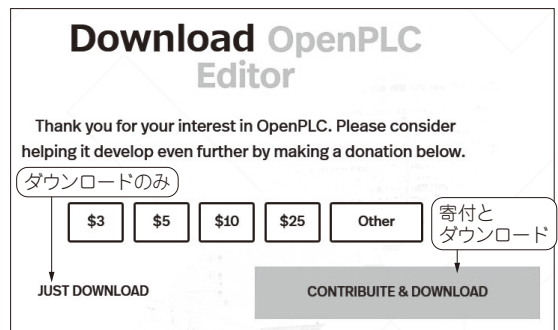 Download OpenPLC
Editor
Thank you for your interest in OpenPLC. Please consider
helping it develop even further by making a donation below.
ダウンロードのみ
$3 $5 $10 $25 Other
寄付と
ダウンロード
JUST DOWNLOAD CONTRIBUITE & DOWNLOAD